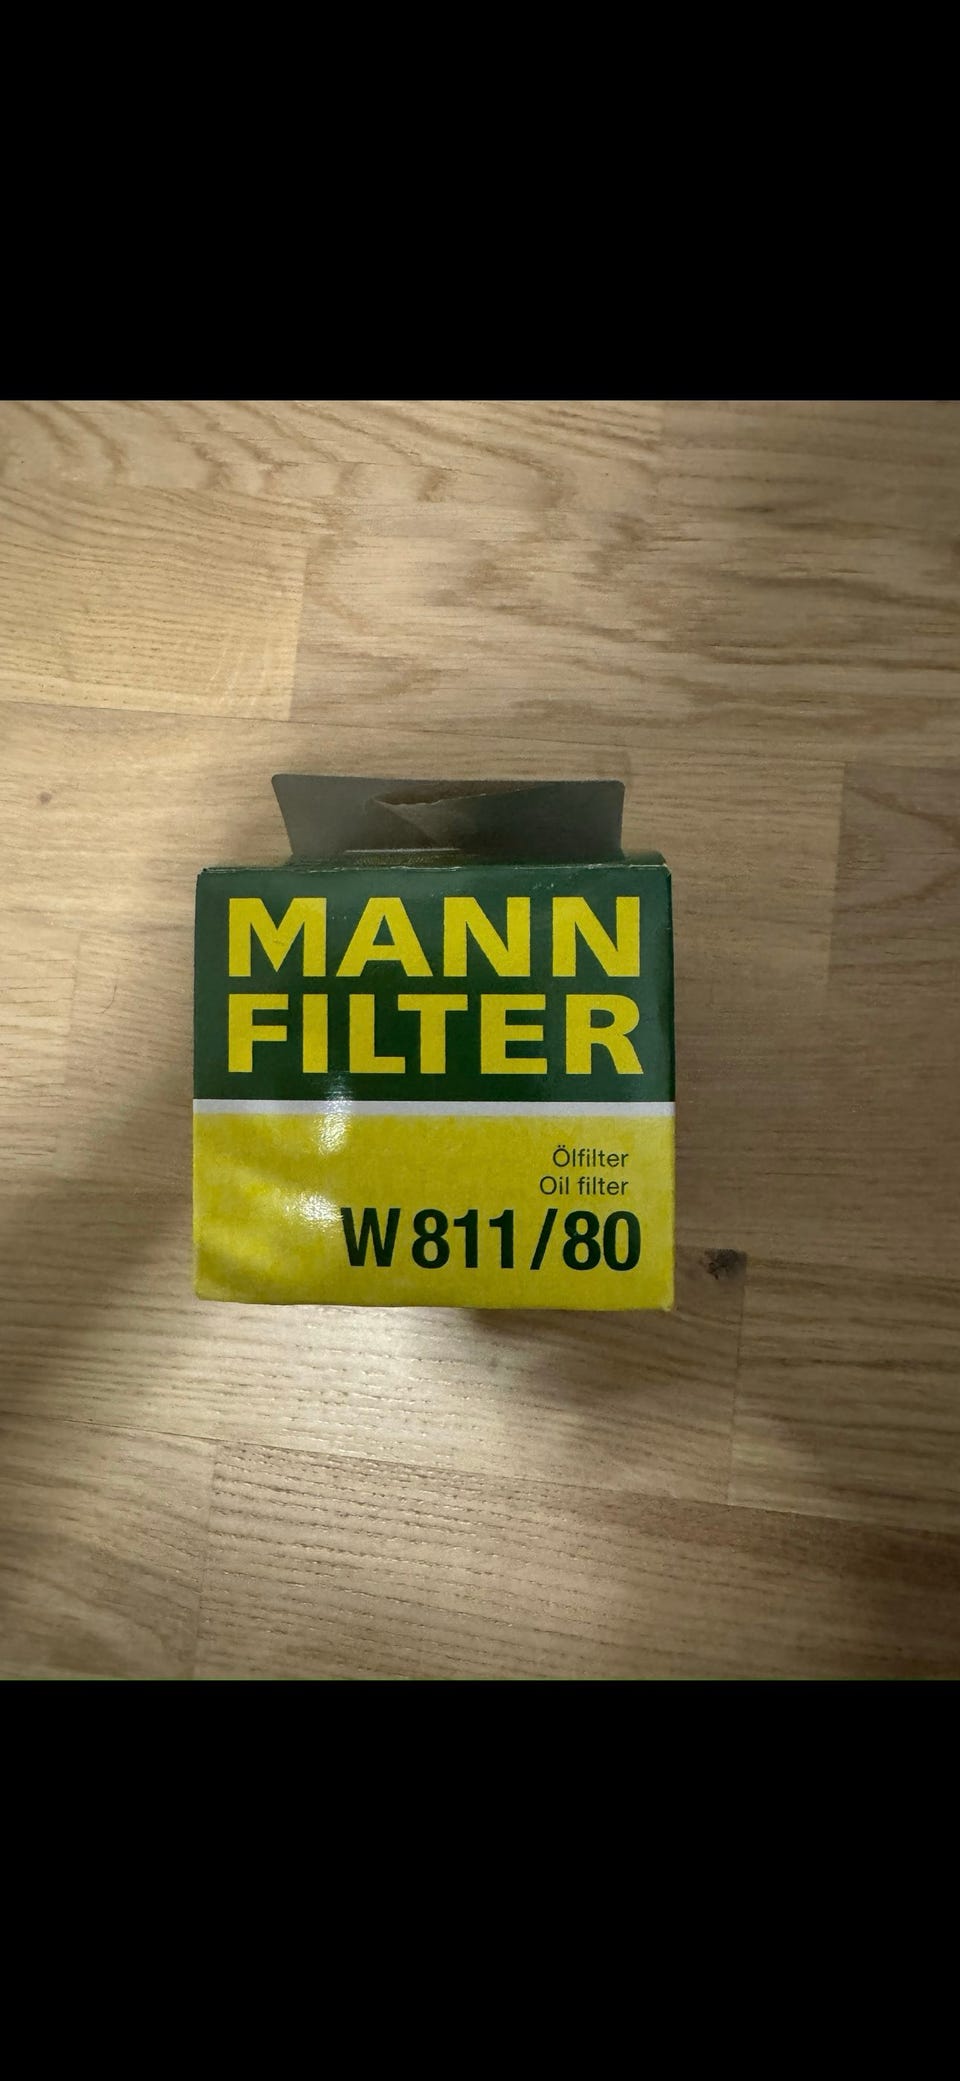 MANN
FILTER
Ölfilter
Oil filter
W 811/80